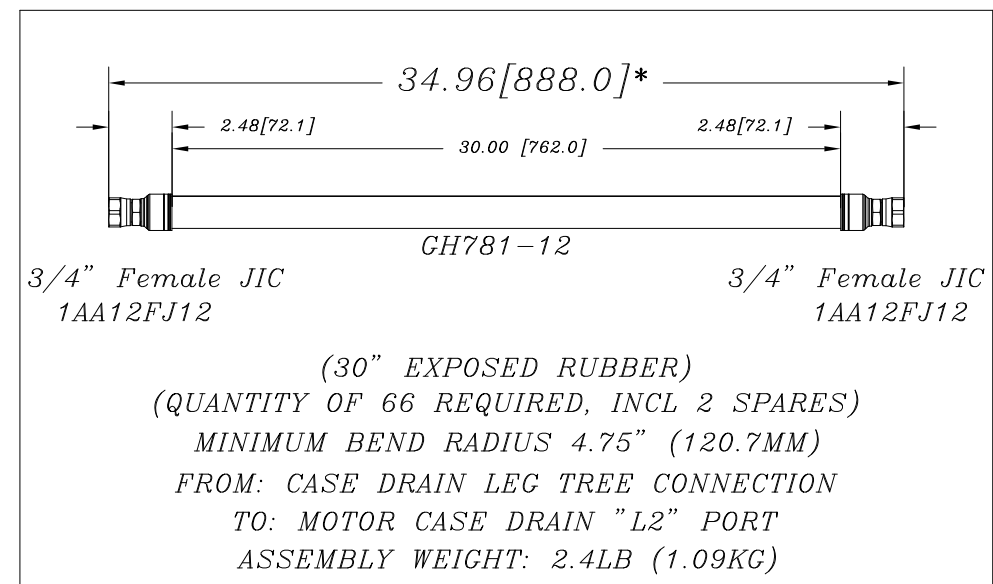 34.96[888.0]*
2.48[72.1] 2.48[72.1]
30.00 [762.0]
GH781-12
3/4" Female JIC 3/4" Female JIC
1AA12FJ12 1AA12FJ12
(30" EXPOSED RUBBER)
(QUANTITY OF 66 REQUIRED, INCL 2 SPARES)
MINIMUM BEND RADIUS 4.75" (120.7MM)
FROM: CASE DRAIN LEG TREE CONNECTION
TO: MOTOR CASE DRAIN "L2" PORT
ASSEMBLY WEIGHT: 2.4LB (1.09KG)